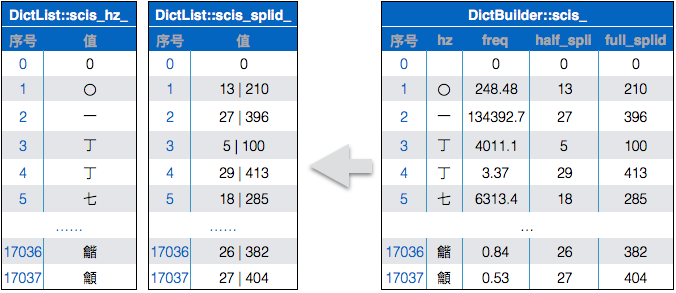 DictList::scis_hz_
序号 值
0 0
1 〇
2 一
3 丁
4 丁
5 七
……
17036 龤
17037 龥
DictList::scis_splid_
序号 值
0 0
1 13 | 210
2 27 | 396
3 5 | 100
4 29 | 413
5 18 | 285
……
17036 26 | 382
17037 27 | 404
DictBuilder::scis_
序号 hz freq half_spli full_splid
0 0 0 0
1 〇 248.48 13 210
2 一 134392.7 27 396
3 丁 4011.1 5 100
4 丁 3.37 29 413
5 七 6313.4 18 285
…
17036 龤 0.84 26 382
17037 龥 0.53 27 404